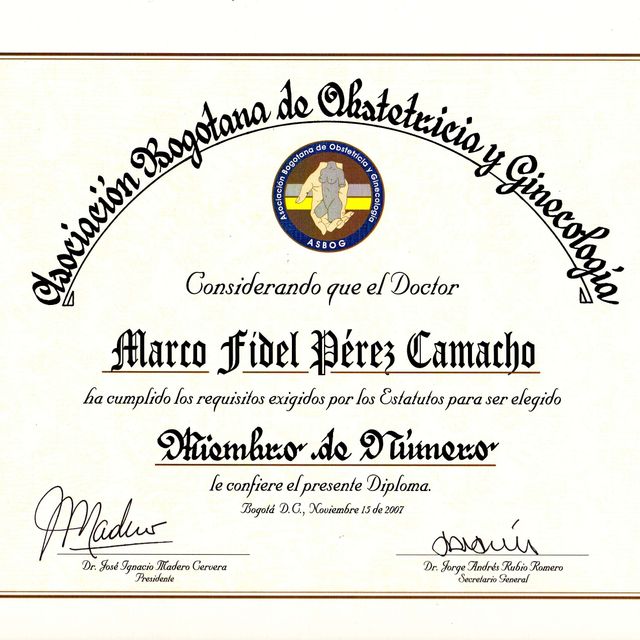 Asociación Bogotana de Obstetricia y Ginecología
Asociación Bogotana de Obstetricia y Ginecología
ASBOG
Considerando que el Doctor
Marco Fidel Pérez Camacho
ha cumplido los requisitos exigidos por los Estatutos para ser elegido
Miembro de Número
le confiere el presente Diploma.
Bogotá D.C., Noviembre 15 de 2007
Madero
Dr. José Ignacio Madero Cervera
Presidente
Dr. Jorge Andrés Rubio Romero
Secretario General